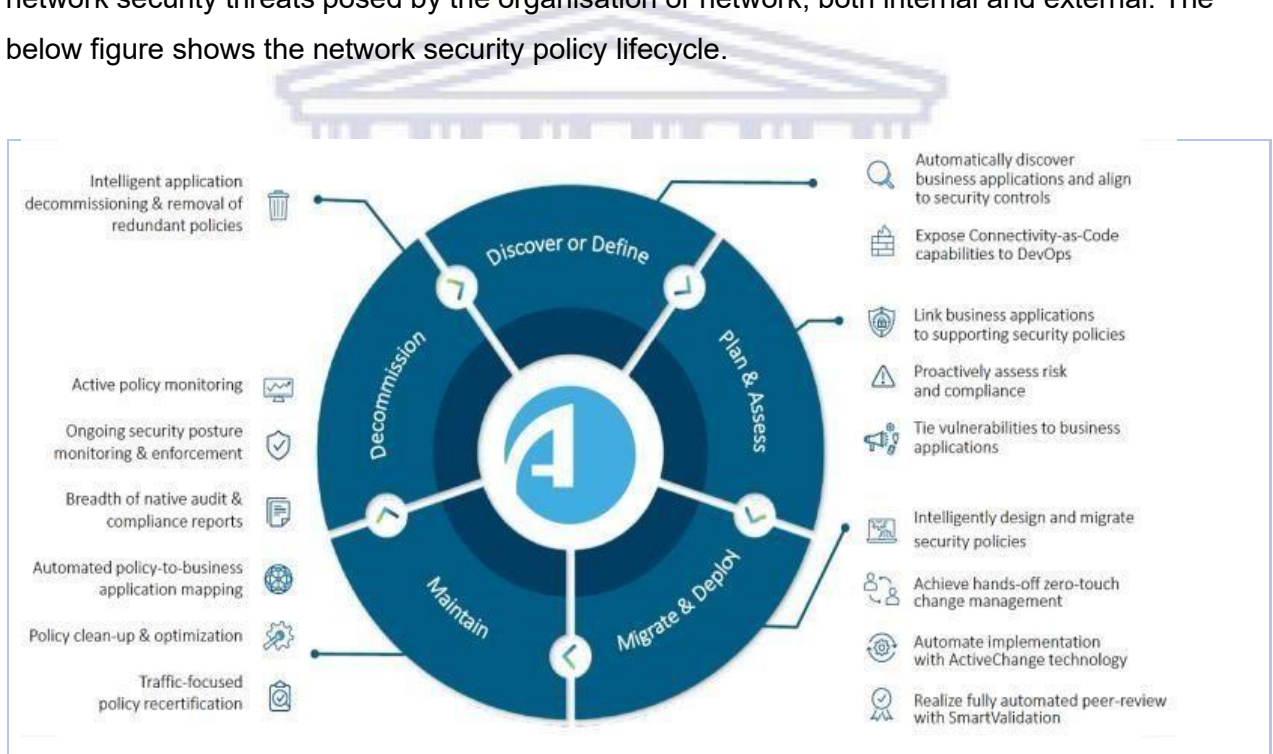 network security threats posed by the organisation or network, both internal and external. The
below figure shows the network security policy lifecycle.
Intelligent application
decommissioning & removal of
redundant policies
Active policy monitoring
Ongoing security posture
monitoring & enforcement
Breadth of native audit &
compliance reports
Automated policy-to-business
application mapping
Policy clean-up & optimization
Traffic-focused
policy recertification
Discover or Define
Plan & Assess
Migrate & Deploy
Maintain
Decommission
Automatically discover
business applications and align
to security controls
Expose Connectivity-as-Code
capabilities to DevOps
Link business applications
to supporting security policies
Proactively assess risk
and compliance
Tie vulnerabilities to business
applications
Intelligently design and migrate
security policies
Achieve hands-off zero-touch
change management
Automate implementation
with ActiveChange technology
Realize fully automated peer-review
with SmartValidation